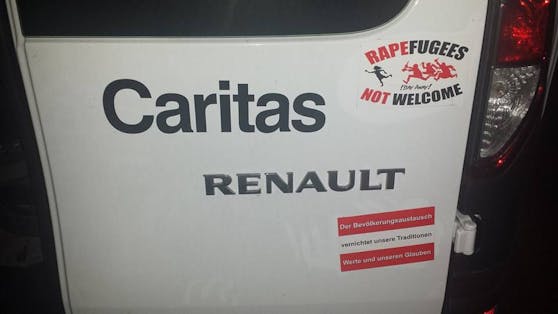 RAPEFUGEES
! Stay Away !
NOT WELCOME
Caritas
RENAULT
Der Bevölkerungsaustausch
vernichtet unsere Traditionen
Werte und unseren Glauben